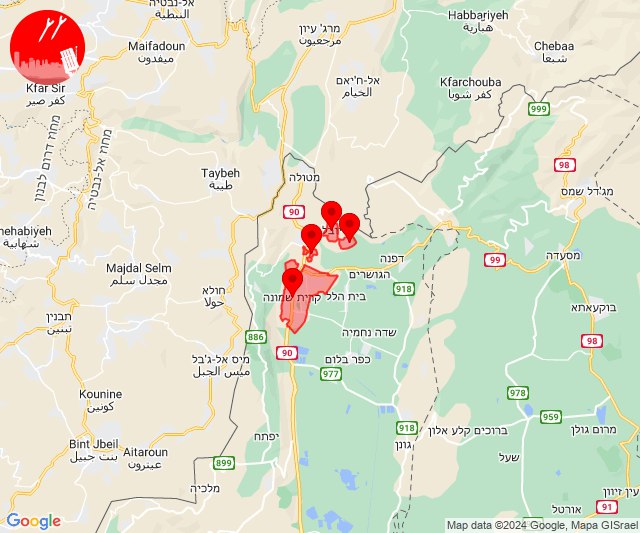 אל-נבטיה
النبطية
Habbariyeh
هبارية
מרג' עיון
مرجعيون
Maifadoun
ميفدون
Chebaa
شبعا
Kfar Sir
كفر صير
אל-ח'יאם
الخيام
Kfarchouba
كفر شوبا
999
מחוז דרום לבנון
מחוז אל-נבטיה
98
Taybeh
طيبة
מטולה
מג'דל שמס
90
nehabiyeh
شهابية
99
מסעדה
דפנה
Majdal Selm
مجدل سلم
חולא
حولا
הגושרים
918
בית הלל
קרית שמונה
בוקעאתא
תבנין
تبنين
886
שדה נחמיה
98
90
מיס אל-ג'בל
ميس الجبل
כפר בלום
977
978
Kounine
كونين
959
918
מרום גולן
ברוכים קלע אלון
Bint Jbeil
بنت جبيل
Aitaroun
عيترون
יפתח
גונן
שעל
899
מלכיה
עין זיוון
91
אורטל
Google
Map data ©2024 Google, Mapa GISrael